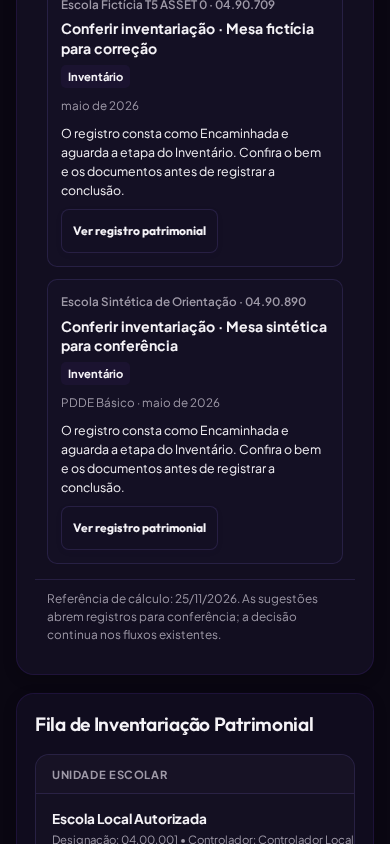 Escola Fictícia T5 ASSET 0 · 04.90.709
Conferir inventariação · Mesa fictícia
para correção
Inventário
maio de 2026
O registro consta como Encaminhada e
aguarda a etapa do Inventário. Confira o bem
e os documentos antes de registrar a
conclusão.
Ver registro patrimonial
Escola Sintética de Orientação · 04.90.890
Conferir inventariação · Mesa sintética
para conferência
Inventário
PDDE Básico · maio de 2026
O registro consta como Encaminhada e
aguarda a etapa do Inventário. Confira o bem
e os documentos antes de registrar a
conclusão.
Ver registro patrimonial
Referência de cálculo: 25/11/2026. As sugestões
abrem registros para conferência; a decisão
continua nos fluxos existentes.
Fila de Inventariação Patrimonial
UNIDADE ESCOLAR
Escola Local Autorizada
Designação: 04.00.001 • Controlador: Controlador Local